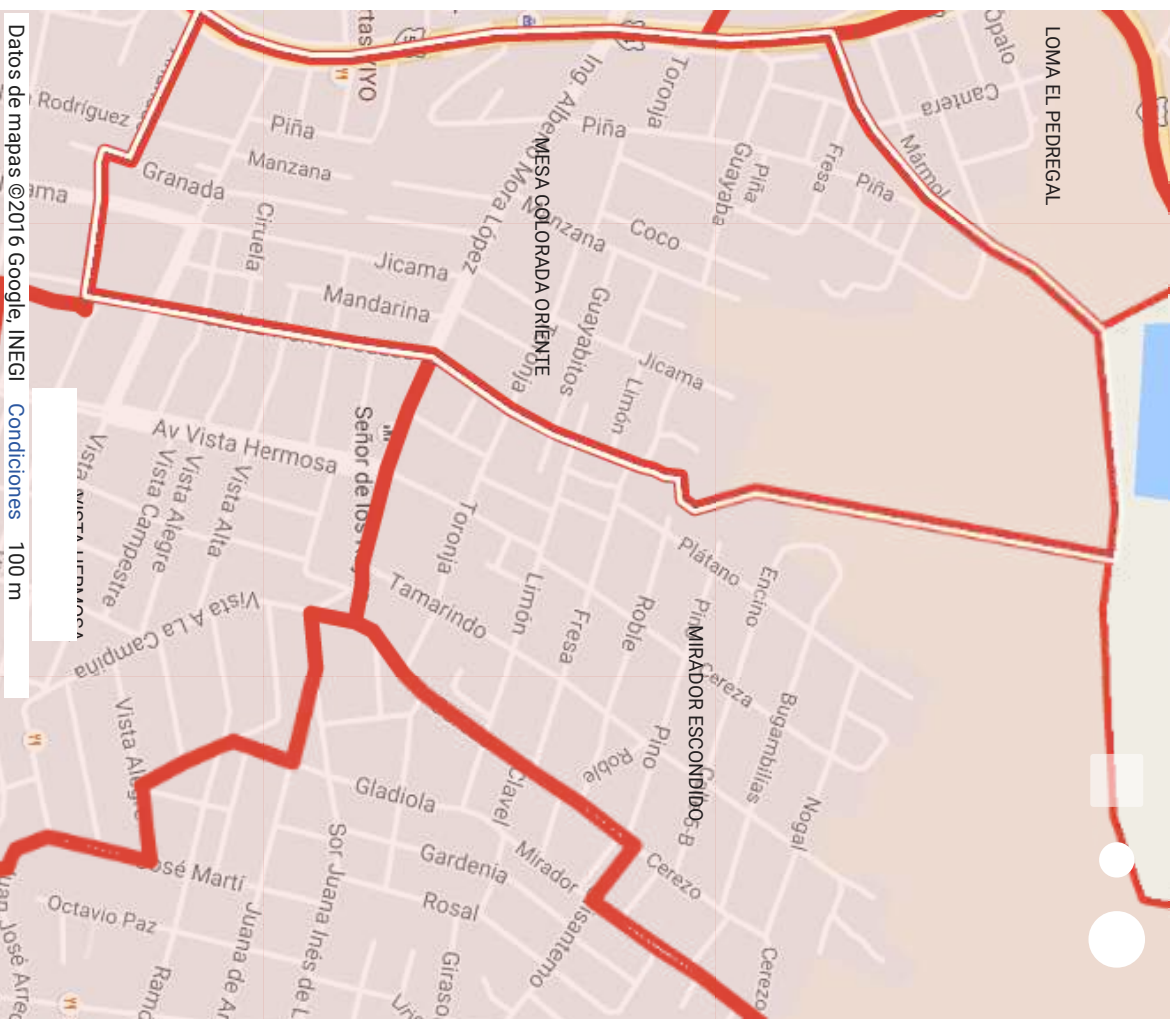 LOMA EL PEDREGAL
Ópalo
Cantera
Mármol
Toronja
Piña
Piña
Guayaba
Fresa
Piña
Ing. Alberto Mora López
MESA COLORADA ORIENTE
Piña
Manzana
Granada
Rodríguez
Ciruela
Manzana
Coco
Jicama
Mandarina
Guayabitos
Jicama
Limón
Av Vista Hermosa
Señor de los
Vista
Vista Campestre
Vista Alegre
Vista Alta
VISTA HERMOSA
Vista A La Campiña
Toronja
Tamarindo
Limón
Fresa
Roble
Plátano
Encino
MIRADOR ESCONDIDO
Cereza
Bugambilias
Pino
Roble
Nogal
Vista Alegre
Gladiola
Clavel
Gardenia
Mirador
Cerezo
José Martí
Rosal
Octavio Paz
Sor Juana Inés de L
Juana de
Cerezo
Datos de mapas ©2016 Google, INEGI Condiciones 100 m